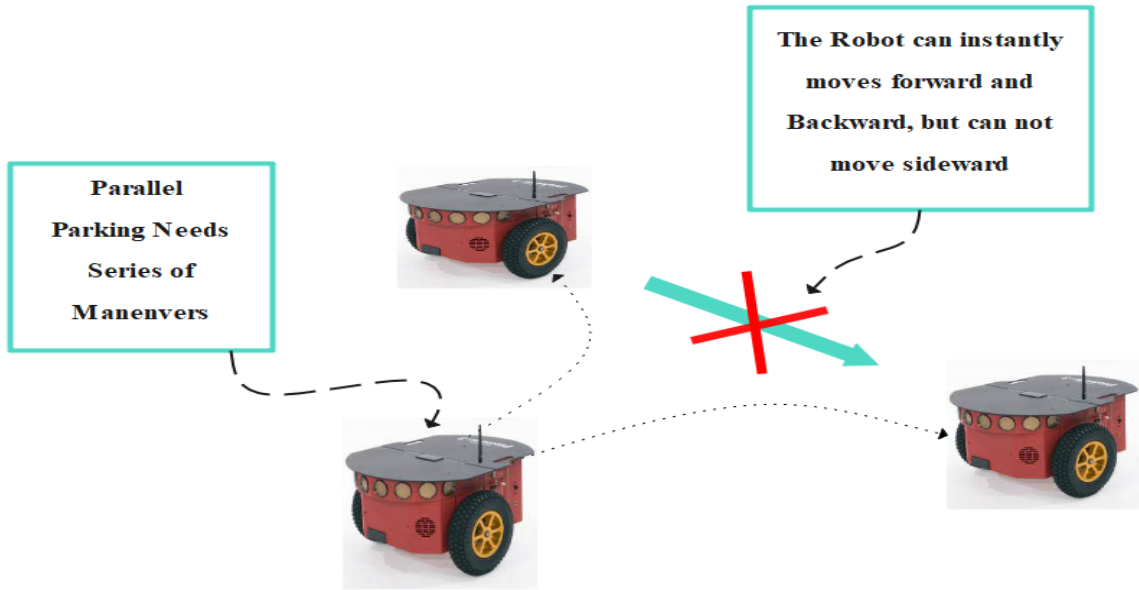 The Robot can instantly
moves forward and
Backward, but can not
move sideward
Parallel
Parking Needs
Series of
Manenvers